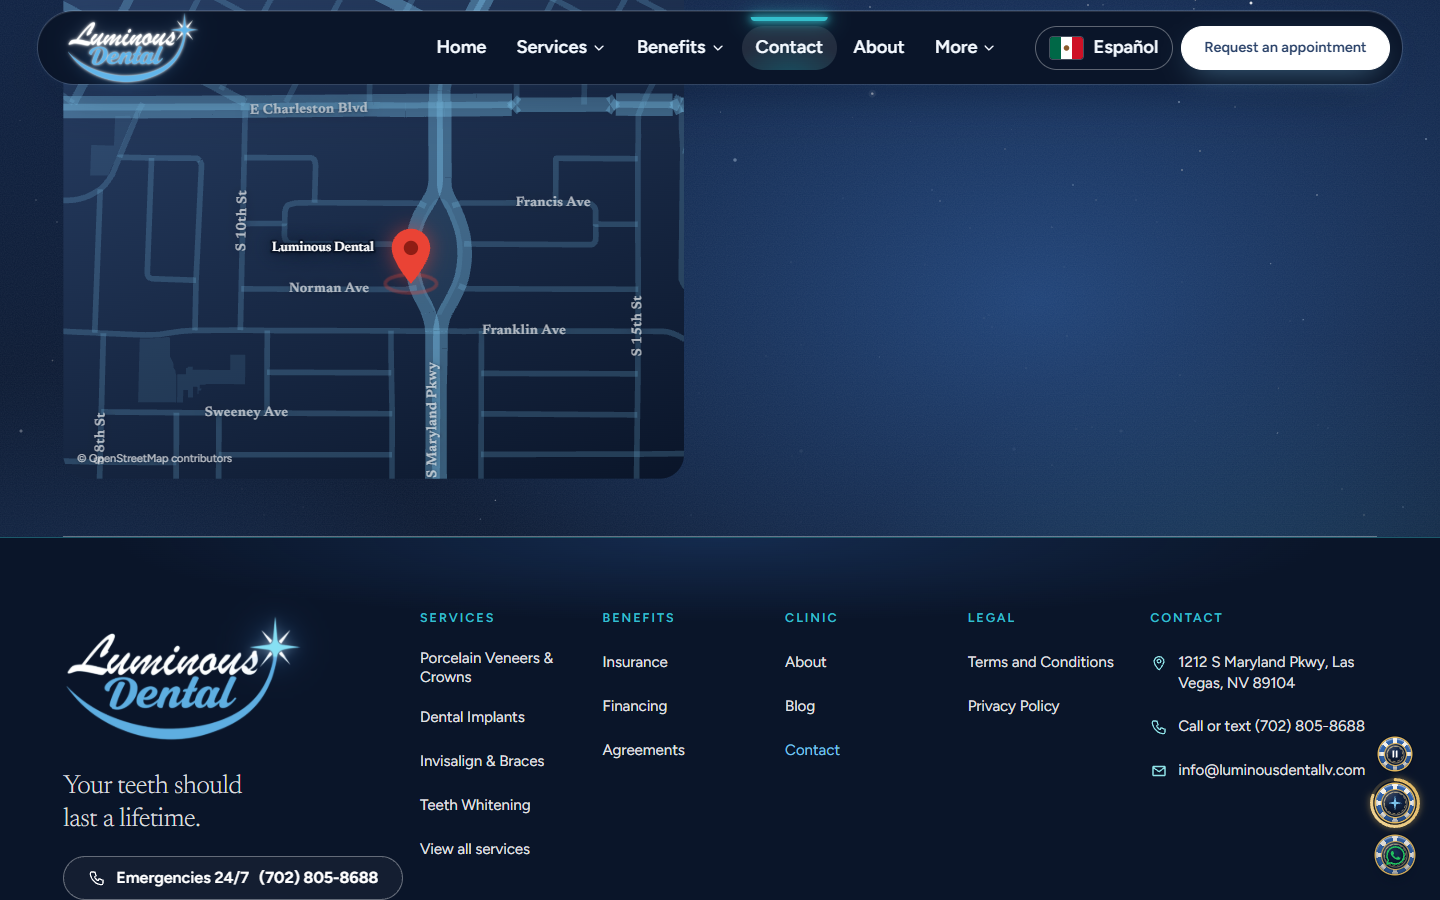 Luminous
Dental
Home
Services
Benefits
Contact
About
More
Español
Request an appointment
E Charleston Blvd
S 10th St
Francis Ave
Luminous Dental
Norman Ave
S 15th St
Franklin Ave
S Maryland Pkwy
Sweeney Ave
S 8th St
© OpenStreetMap contributors
Luminous
Dental
Your teeth should
last a lifetime.
Emergencies 24/7 (702) 805-8688
SERVICES
Porcelain Veneers &
Crowns
Dental Implants
Invisalign & Braces
Teeth Whitening
View all services
BENEFITS
Insurance
Financing
Agreements
CLINIC
About
Blog
Contact
LEGAL
Terms and Conditions
Privacy Policy
CONTACT
1212 S Maryland Pkwy, Las
Vegas, NV 89104
Call or text (702) 805-8688
info@luminousdentallv.com